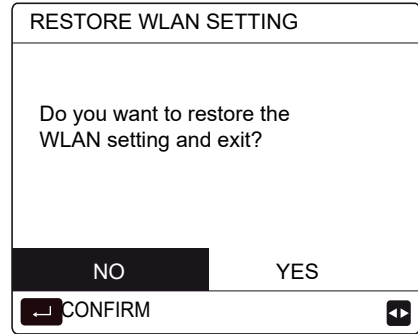 RESTORE WLAN SETTING
Do you want to restore the
WLAN setting and exit?
NO YES
CONFIRM